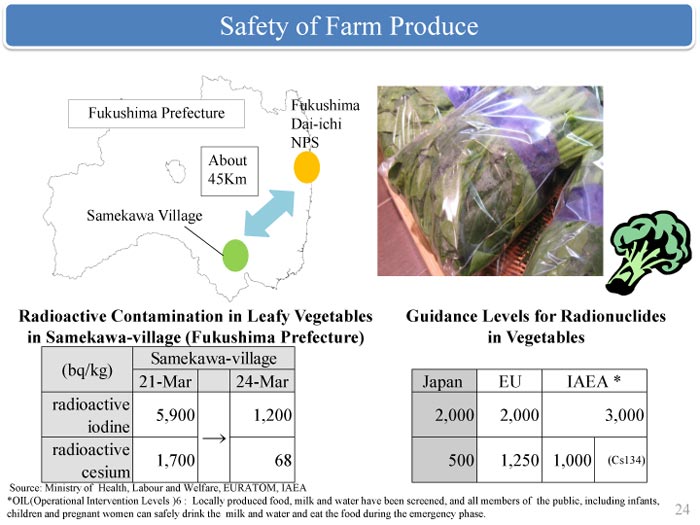 Safety of Farm Produce
Fukushima Prefecture
Fukushima
Dai-ichi
NPS
About
45Km
Samekawa Village
Radioactive Contamination in Leafy Vegetables
in Samekawa-village (Fukushima Prefecture)
(bq/kg)
Samekawa-village
21-Mar 24-Mar
radioactive
iodine
5,900 → 1,200
radioactive
cesium
1,700 68
Guidance Levels for Radionuclides
in Vegetables
Japan EU IAEA *
2,000 2,000 3,000
500 1,250 1,000 (Cs134)
Source: Ministry of Health, Labour and Welfare, EURATOM, IAEA
*OIL(Operational Intervention Levels )6 : Locally produced food, milk and water have been screened, and all members of the public, including infants,
children and pregnant women can safely drink the milk and water and eat the food during the emergency phase.
24